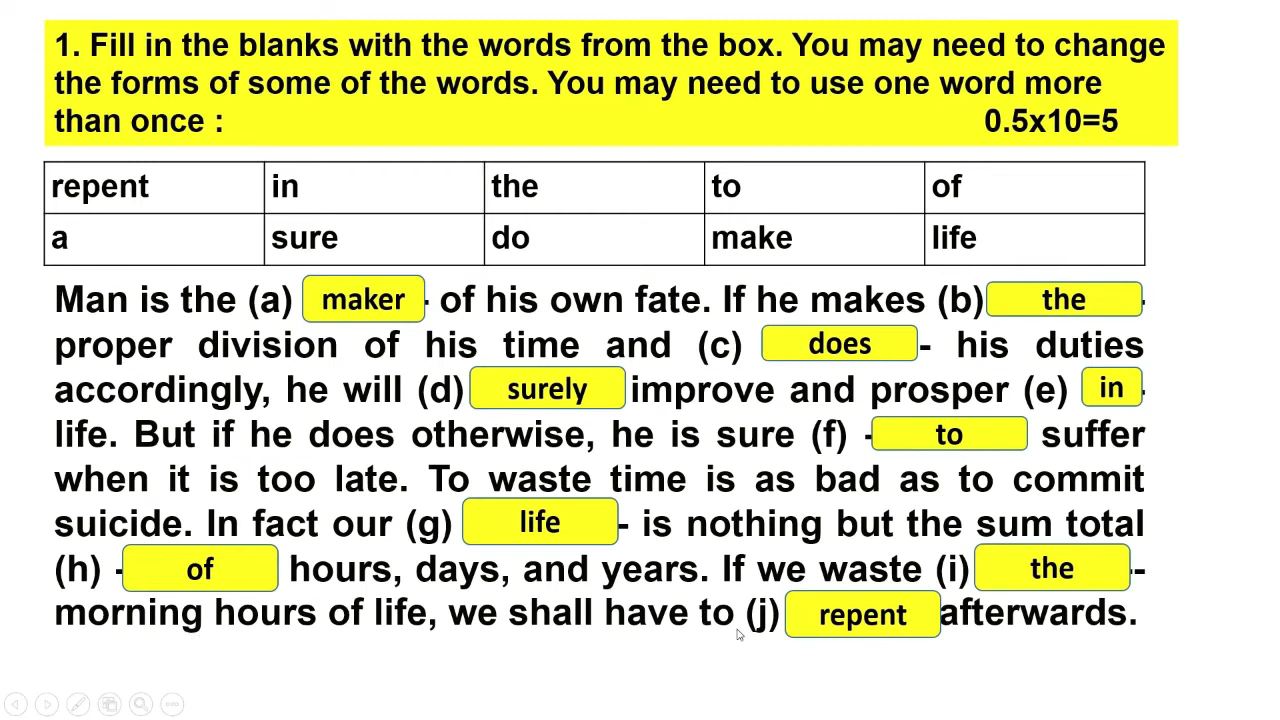 1. Fill in the blanks with the words from the box. You may need to change
the forms of some of the words. You may need to use one word more
than once : 0.5x10=5
repent in the to of
a sure do make life
Man is the (a) maker - of his own fate. If he makes (b) the -
proper division of his time and (c) does - his duties
accordingly, he will (d) surely improve and prosper (e) in -
life. But if he does otherwise, he is sure (f) - to suffer
when it is too late. To waste time is as bad as to commit
suicide. In fact our (g) life - is nothing but the sum total
(h) - of hours, days, and years. If we waste (i) the --
morning hours of life, we shall have to (j) repent afterwards.